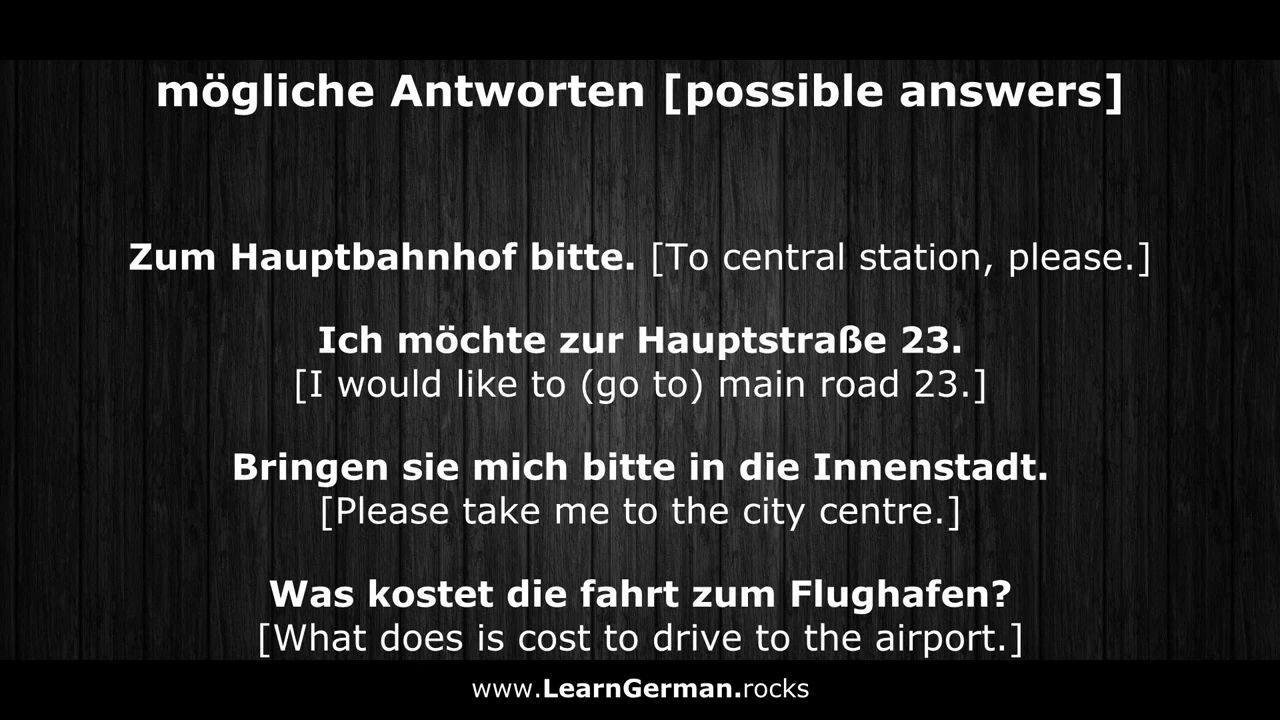 mögliche Antworten [possible answers]
Zum Hauptbahnhof bitte. [To central station, please.]
Ich möchte zur Hauptstraße 23.
[I would like to (go to) main road 23.]
Bringen sie mich bitte in die Innenstadt.
[Please take me to the city centre.]
Was kostet die fahrt zum Flughafen?
[What does is cost to drive to the airport.]
www.LearnGerman.rocks